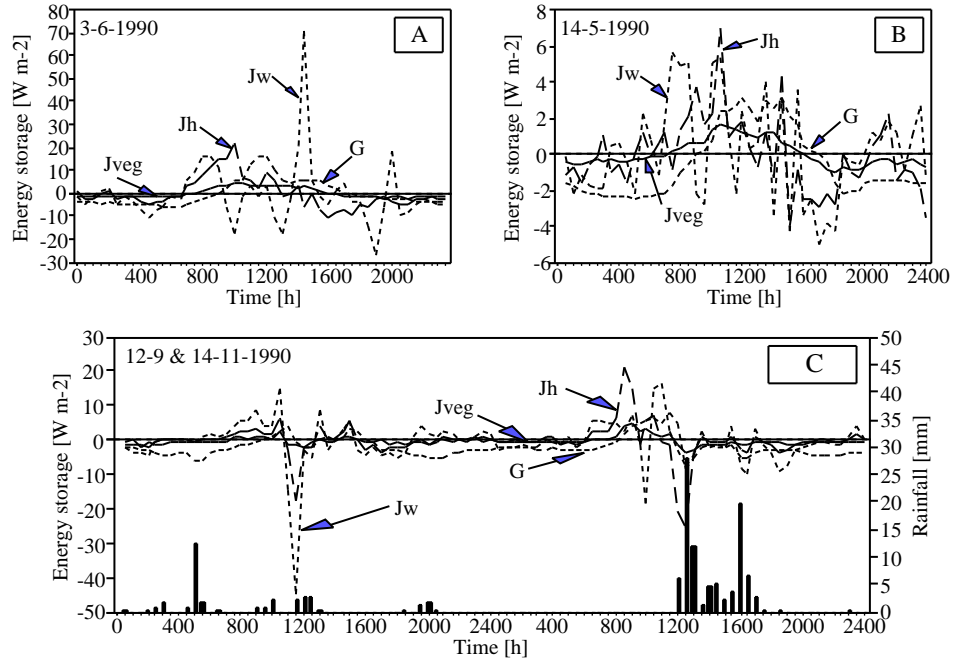 3-6-1990
A
Energy storage [W m-2]
80
70
60
50
40
30
20
10
0
-10
-20
-30
Jw
Jh
G
Jveg
0 400 800 1200 1600 2000
Time [h]
14-5-1990
B
Energy storage [W m-2]
8
6
4
2
0
-2
-4
-6
Jh
Jw
G
Jveg
0 400 800 1200 1600 2000 2400
Time [h]
12-9 & 14-11-1990
C
Energy storage [W m-2]
30
20
10
0
-10
-20
-30
-40
-50
Jh
Jveg
G
Jw
50
45
40
35
30
25
20
15
10
5
0
Rainfall [mm]
0 400 800 1200 1600 2000 2400 400 800 1200 1600 2000 2400
Time [h]